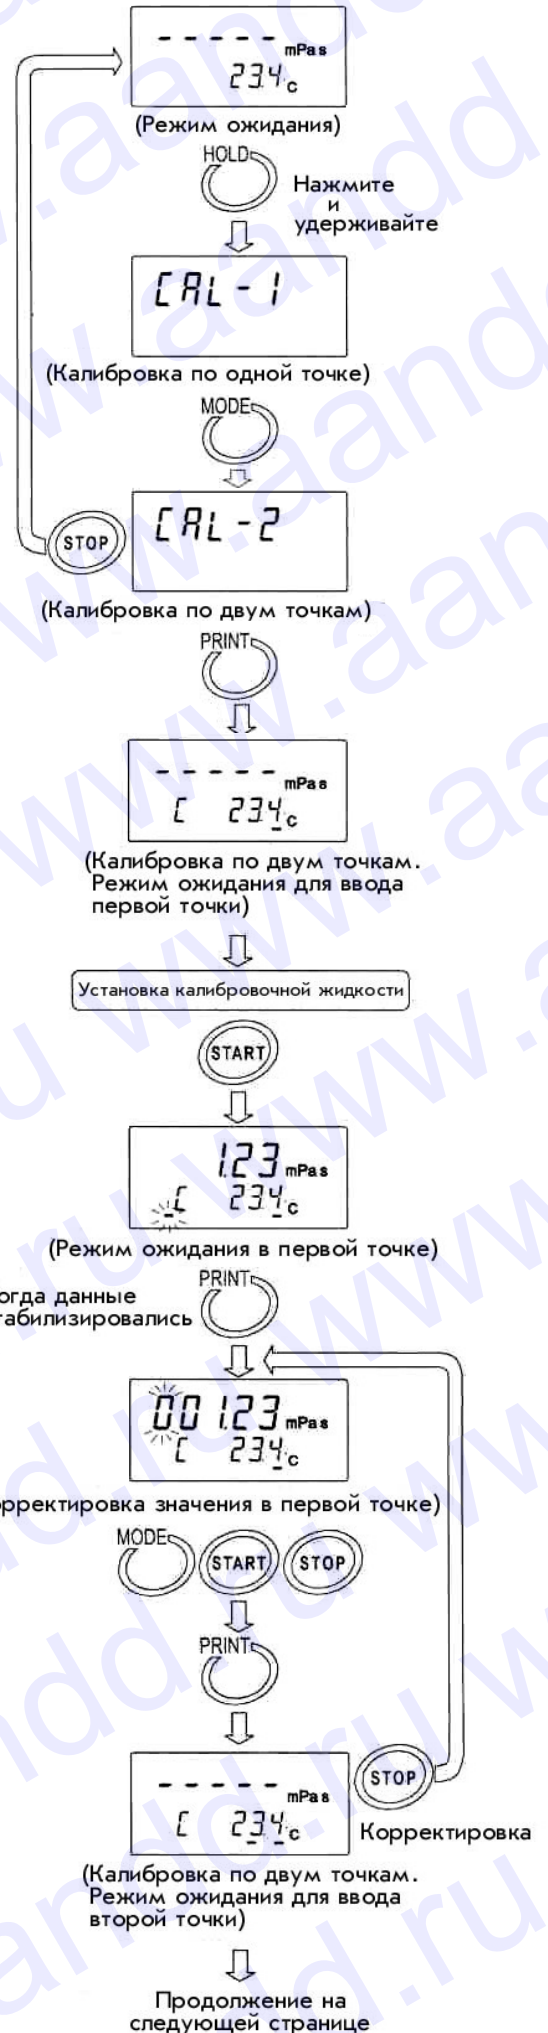 - - - - - mPas
23.4 c
(Режим ожидания)
HOLD
Нажмите
и
удерживайте
CAL-1
(Калибровка по одной точке)
MODE
CAL-2
STOP
(Калибровка по двум точкам)
PRINT
- - - - - mPas
C 23.4 c
(Калибровка по двум точкам.
Режим ожидания для ввода
первой точки)
Установка калибровочной жидкости
START
1.23 mPas
C 23.4 c
(Режим ожидания в первой точке)
огда данные
табилизировались
PRINT
001.23 mPas
C 23.4 c
орректировка значения в первой точке)
MODE
START
STOP
PRINT
- - - - - mPas
C 23.4 c
STOP
Корректировка
(Калибровка по двум точкам.
Режим ожидания для ввода
второй точки)
Продолжение на
следующей странице